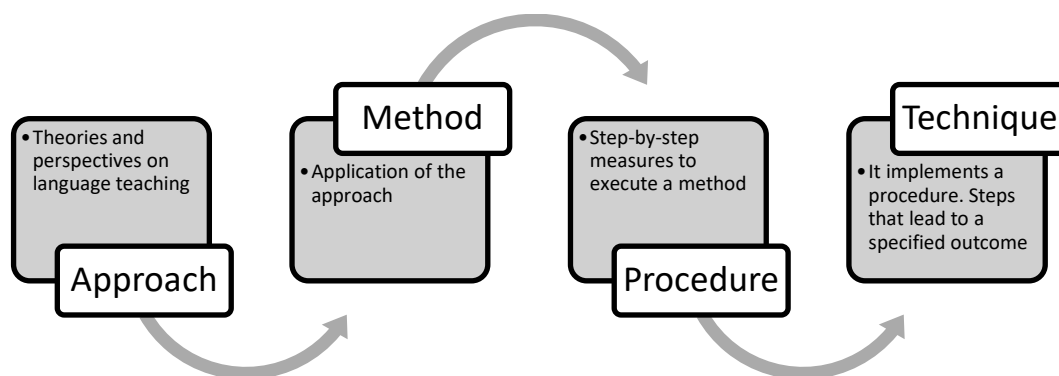 • Theories and
perspectives on
language teaching
Approach
Method
• Application of the
approach
• Step-by-step
measures to
execute a method
Procedure
Technique
• It implements a
procedure. Steps
that lead to a
specified outcome